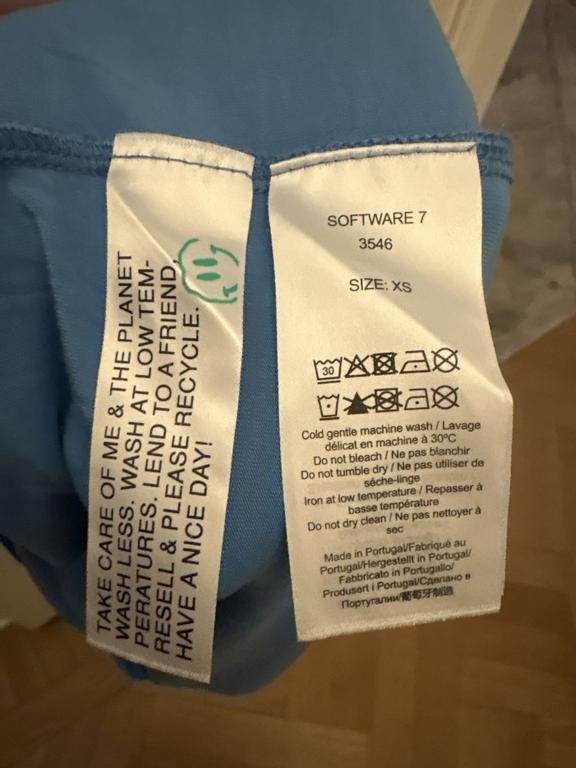 TAKE CARE OF ME & THE PLANET
WASH LESS. WASH AT LOW TEM-
PERATURES. LEND TO A FRIEND,
RESELL & PLEASE RECYCLE.
HAVE A NICE DAY!
SOFTWARE 7
3546
SIZE: XS
30
Cold gentle machine wash / Lavage
délicat en machine à 30ºC
Do not bleach / Ne pas blanchir
Do not tumble dry / Ne pas utiliser de
sèche-linge
Iron at low temperature / Repasser à
basse température
Do not dry clean / Ne pas nettoyer à
sec
Made in Portugal/Fabriqué au
Portugal/Hergestellt in Portugal/
Fabbricato in Portugallo/
Produsert i Portugal/Сделано в
Португалии/葡萄牙制造